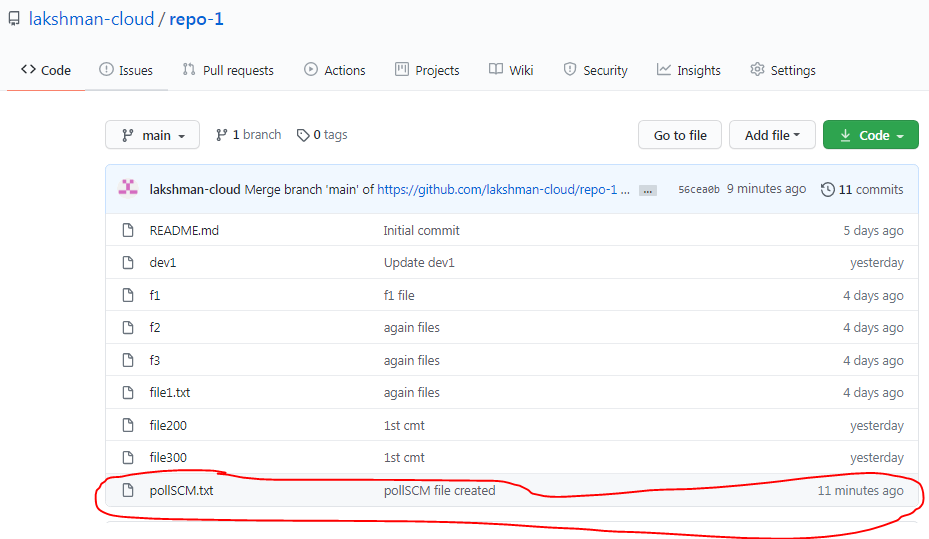 lakshman-cloud / repo-1
Code Issues Pull requests Actions Projects Wiki Security Insights Settings
main 1 branch 0 tags Go to file Add file Code
lakshman-cloud Merge branch 'main' of https://github.com/lakshman-cloud/repo-1 ... ... 56cea0b 9 minutes ago 11 commits
README.md Initial commit 5 days ago
dev1 Update dev1 yesterday
f1 f1 file 4 days ago
f2 again files 4 days ago
f3 again files 4 days ago
file1.txt again files 4 days ago
file200 1st cmt yesterday
file300 1st cmt yesterday
pollSCM.txt pollSCM file created 11 minutes ago